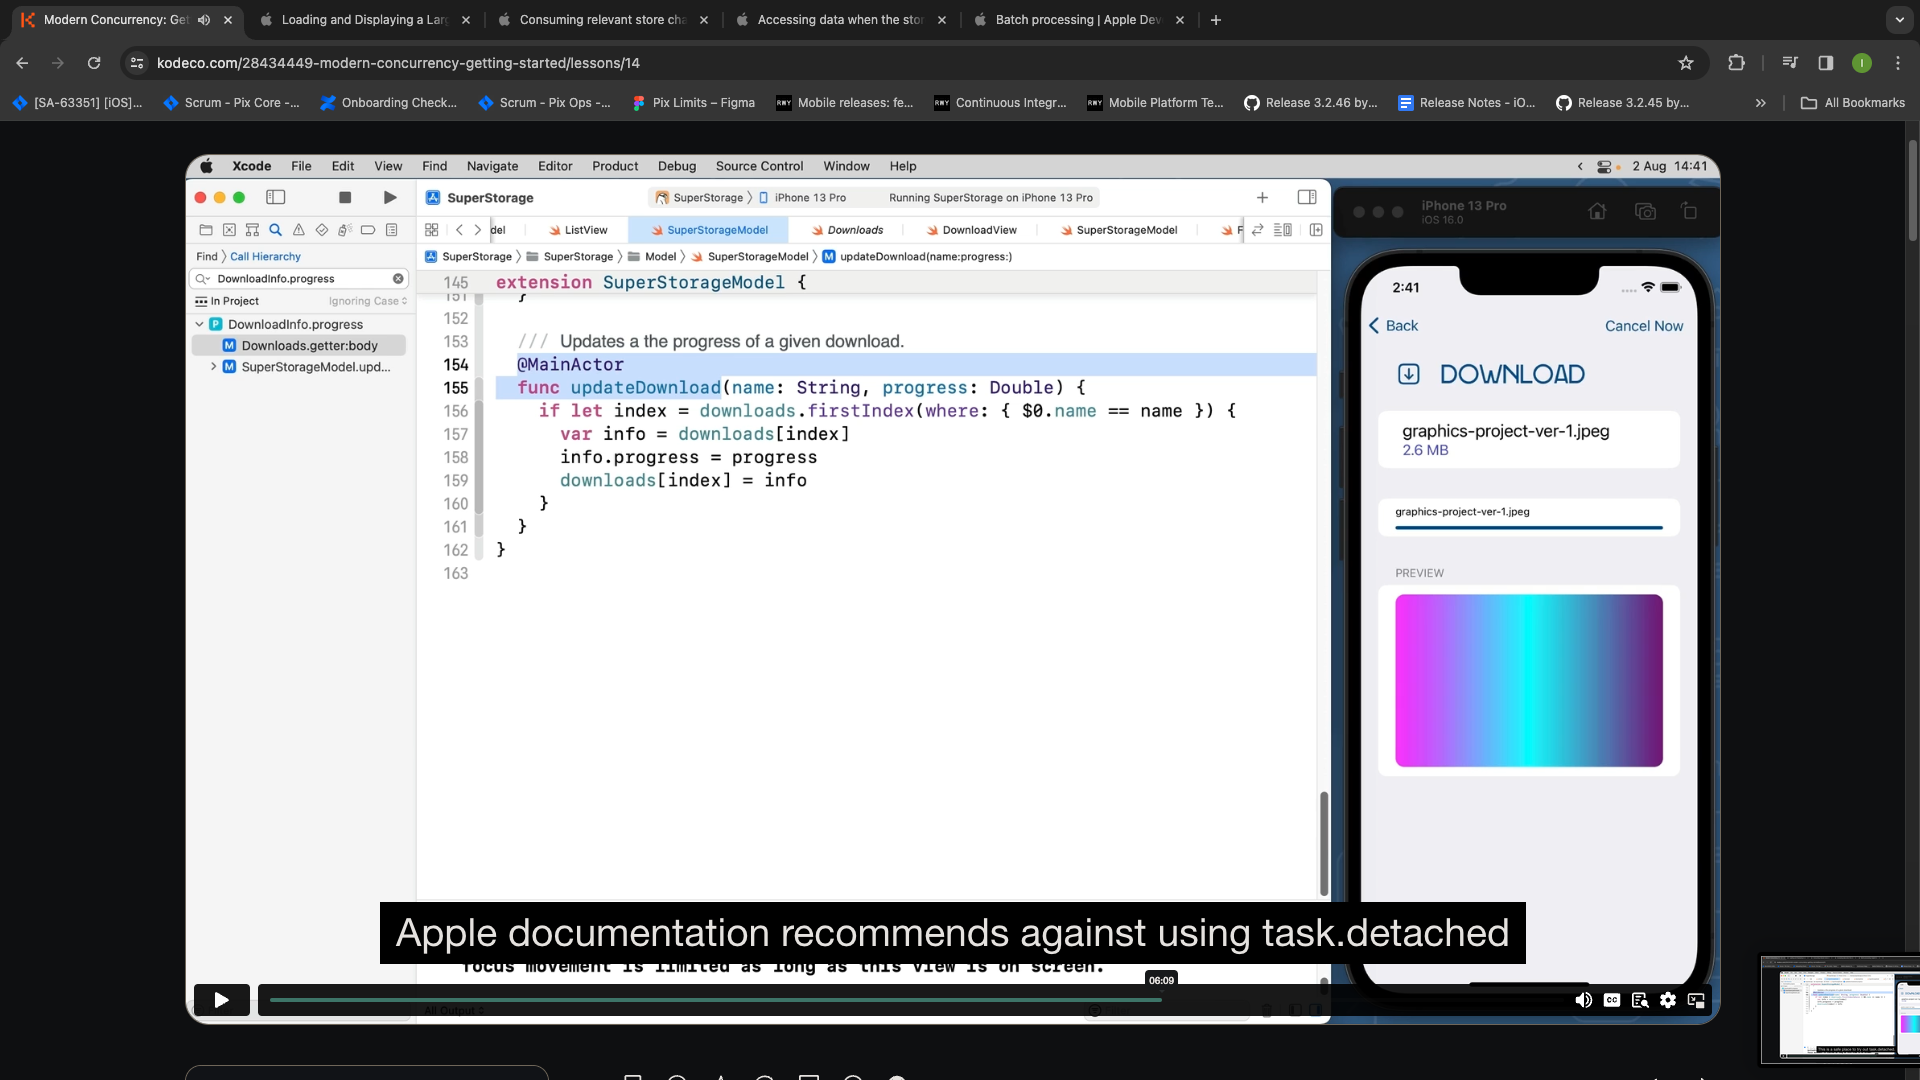 Modern Concurrency: Get
Loading and Displaying a Lar
Consuming relevant store cha
Accessing data when the stor
Batch processing | Apple Dev
kodeco.com/28434449-modern-concurrency-getting-started/lessons/14
I
[SA-63351] [iOS]...
Scrum - Pix Core -...
Onboarding Check...
Scrum - Pix Ops -...
Pix Limits – Figma
RWY Mobile releases: fe...
RWY Continuous Integr...
RWY Mobile Platform Te...
Release 3.2.46 by...
Release Notes - iO...
Release 3.2.45 by...
»
All Bookmarks
Xcode File Edit View Find Navigate Editor Product Debug Source Control Window Help
2 Aug 14:41
SuperStorage
SuperStorage 〉 iPhone 13 Pro
Running SuperStorage on iPhone 13 Pro
del
ListView
SuperStorageModel
Downloads
DownloadView
SuperStorageModel
F
Find 〉 Call Hierarchy
SuperStorage 〉 SuperStorage 〉 Model 〉 SuperStorageModel 〉 M updateDownload(name:progress:)
DownloadInfo.progress
In Project
Ignoring Case
P DownloadInfo.progress
M Downloads.getter:body
M SuperStorageModel.upd...
145 extension SuperStorageModel {
151 }
152
153 /// Updates a the progress of a given download.
154 @MainActor
155 func updateDownload(name: String, progress: Double) {
156 if let index = downloads.firstIndex(where: { $0.name == name }) {
157 var info = downloads[index]
158 info.progress = progress
159 downloads[index] = info
160 }
161 }
162 }
163
iPhone 13 Pro
iOS 16.0
2:41
Back
Cancel Now
DOWNLOAD
graphics-project-ver-1.jpeg
2.6 MB
graphics-project-ver-1.jpeg
PREVIEW
Apple documentation recommends against using task.detached
focus movement is limited as long as this view is on screen.
06:09
CC
All Output